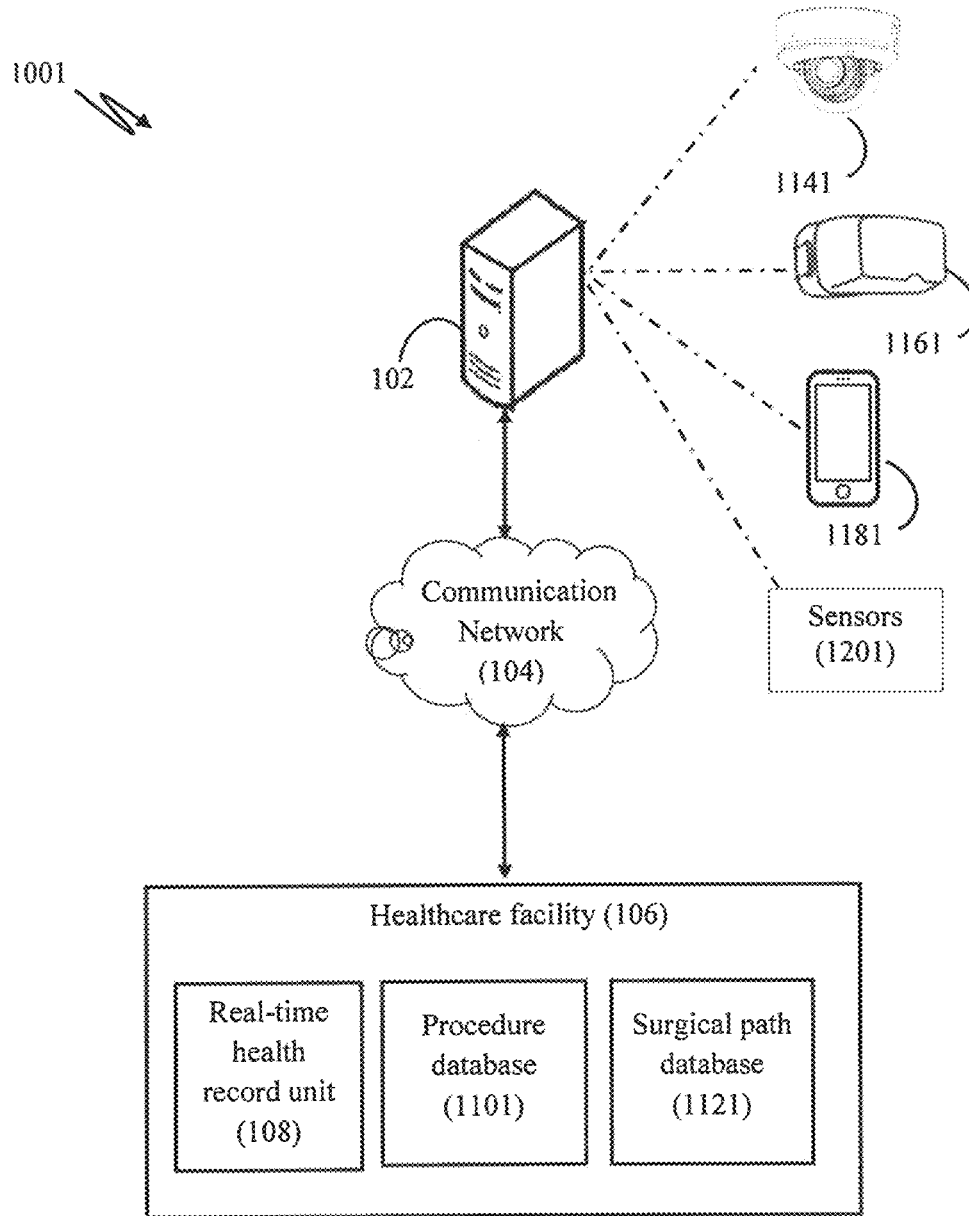 1001
1141
1161
102
1181
Communication
Network
(104)
Sensors
(1201)
Healthcare facility (106)
Real-time
health
record unit
(108)
Procedure
database
(1101)
Surgical path
database
(1121)